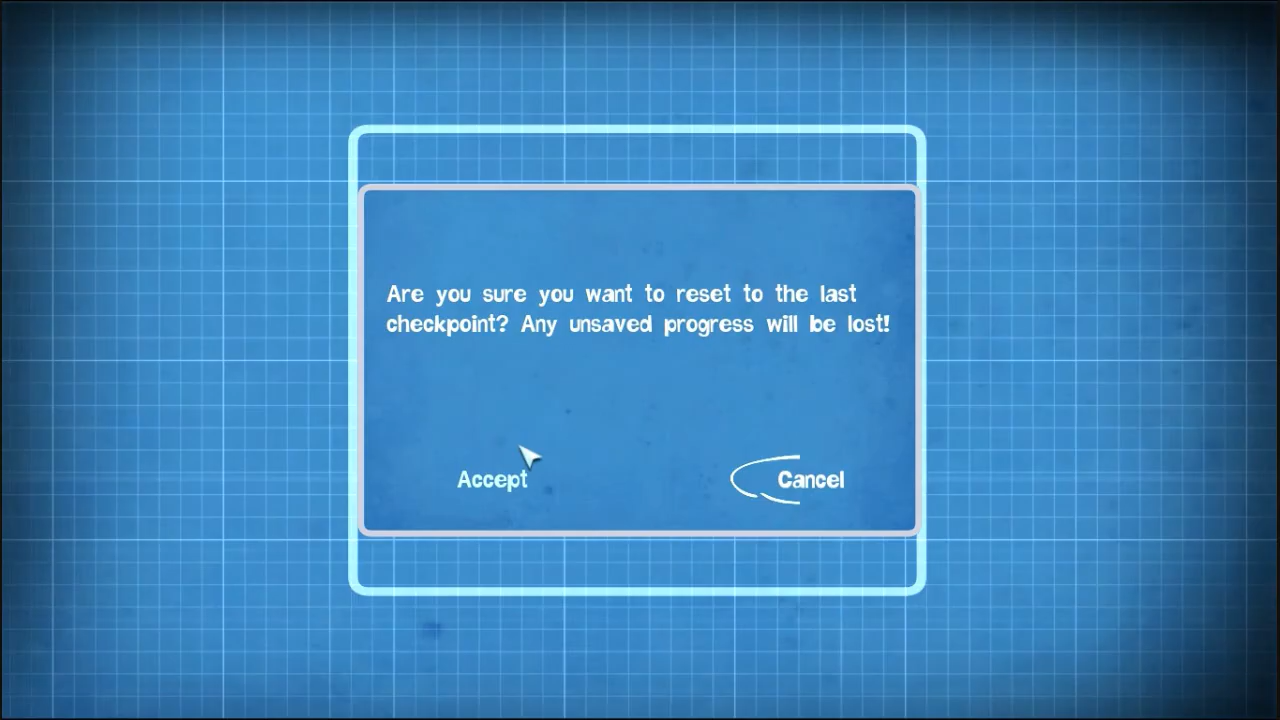 Are you sure you want to reset to the last
checkpoint? Any unsaved progress will be lost!
Accept
Cancel